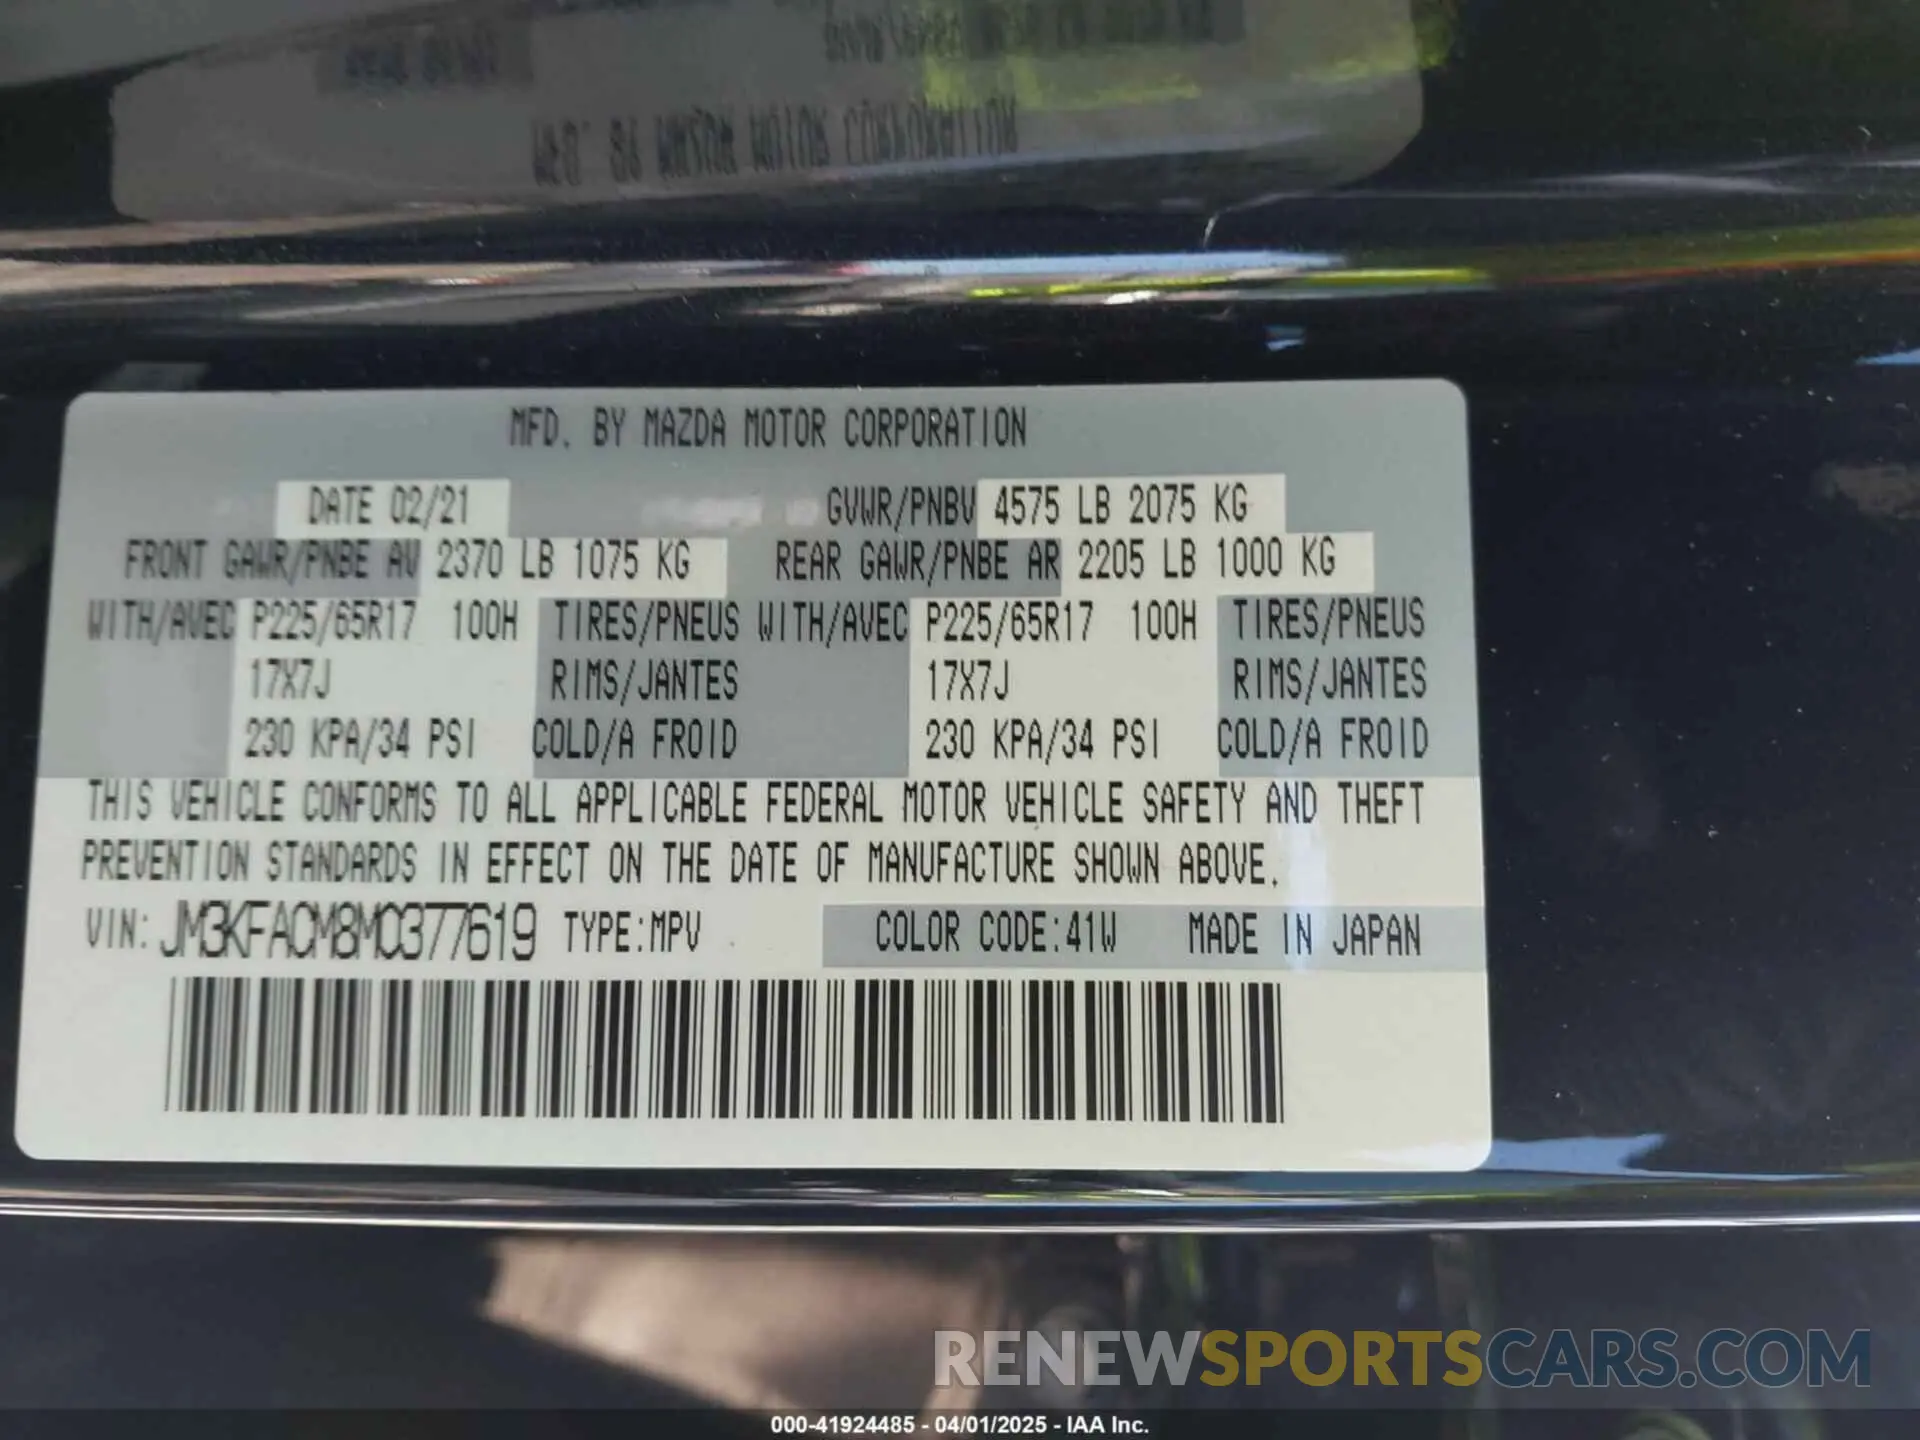 MFD. BY MAZDA MOTOR CORPORATION
DATE 02/21 GVWR/PNBV 4575 LB 2075 KG
FRONT GAWR/PNBE AV 2370 LB 1075 KG REAR GAWR/PNBE AR 2205 LB 1000 KG
WITH/AVEC P225/65R17 100H TIRES/PNEUS WITH/AVEC P225/65R17 100H TIRES/PNEUS
17X7J RIMS/JANTES 17X7J RIMS/JANTES
230 KPA/34 PSI COLD/A FROID 230 KPA/34 PSI COLD/A FROID
THIS VEHICLE CONFORMS TO ALL APPLICABLE FEDERAL MOTOR VEHICLE SAFETY AND THEFT
PREVENTION STANDARDS IN EFFECT ON THE DATE OF MANUFACTURE SHOWN ABOVE.
VIN: JM3KFACM8M0377619 TYPE:MPV COLOR CODE:41W MADE IN JAPAN
RENEWSPORTSCARS.COM
000-41924485 - 04/01/2025 - IAA Inc.